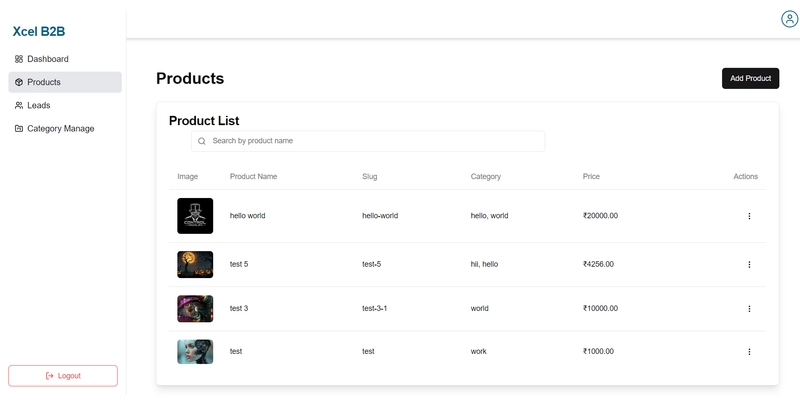 Xcel B2B
Dashboard
Products
Leads
Category Manage
Logout
Products
Add Product
Product List
Search by product name
Image Product Name Slug Category Price Actions
hello world hello-world hello, world ₹20000.00
test 5 test-5 hii, hello ₹4256.00
test 3 test-3-1 world ₹10000.00
test test work ₹1000.00